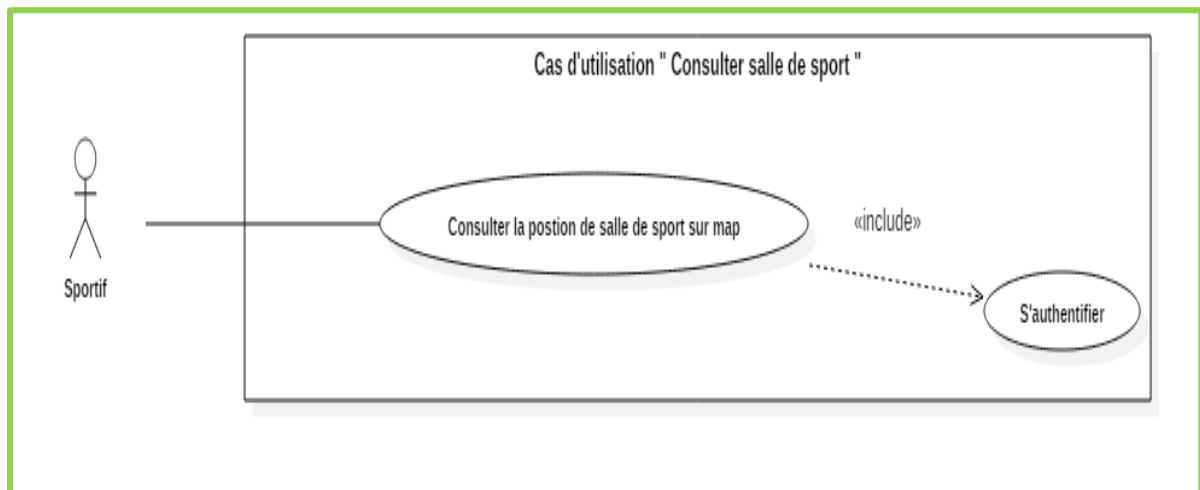 Cas d'utilisation " Consulter salle de sport "
Consulter la postion de salle de sport sur map
«include»
Sportif
S'authentifier